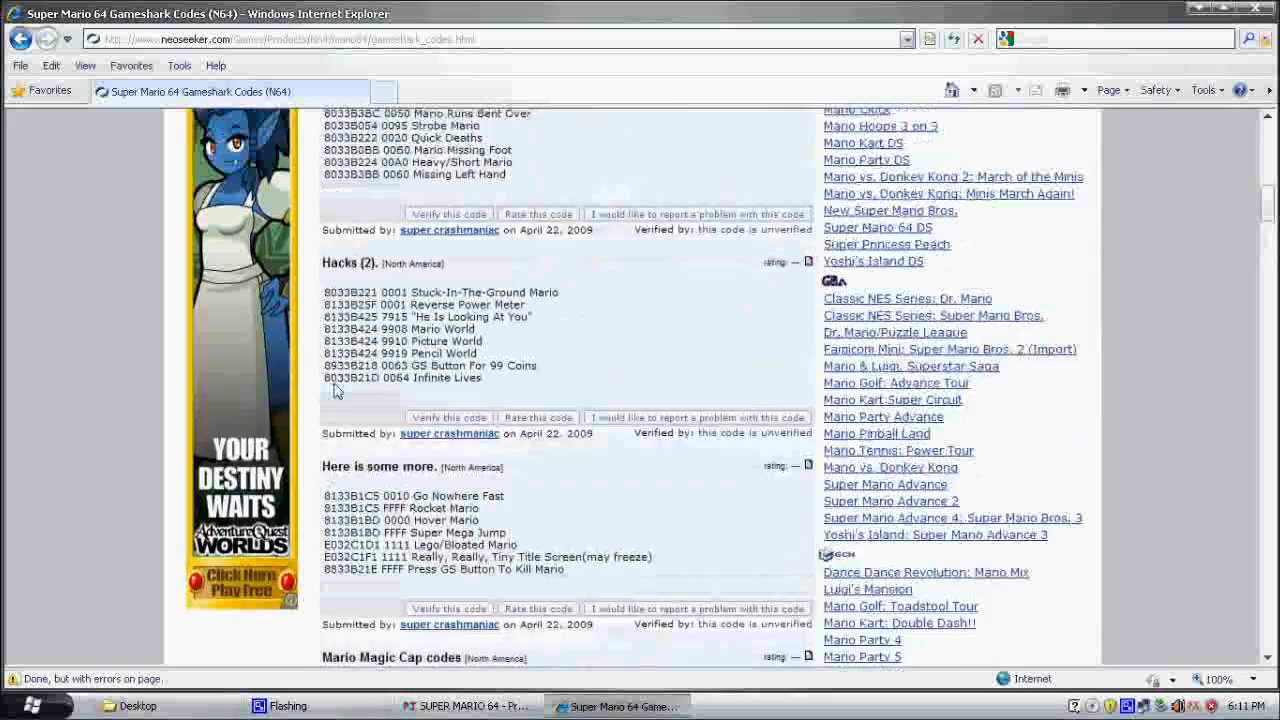 Super Mario 64 Gameshark Codes (N64) - Windows Internet Explorer
File Edit View Favorites Tools Help
Favorites Super Mario 64 Gameshark Codes (N64) Page Safety Tools
8033B3BC 0050 Mario Runs Bent Over
8033B054 0095 Strobe Mario
8033B222 0020 Quick Deaths
8033B0BB 0060 Mario Missing Foot
8033B224 00A0 Heavy/Short Mario
8033B3BB 0060 Missing Left Hand
Verify this code Rate this code I would like to report a problem with this code
Submitted by: super crashmaniac on April 22, 2009 Verified by: this code is unverified
Hacks (2). [North America] rating: —
8033B221 0001 Stuck-In-The-Ground Mario
8133B25F 0001 Reverse Power Meter
8133B425 7915 "He Is Looking At You"
8033B424 9908 Mario World
8033B424 9910 Picture World
8033B424 9919 Pencil World
8933B218 0063 GS Button For 99 Coins
8033B21D 0064 Infinite Lives
Verify this code Rate this code I would like to report a problem with this code
Submitted by: super crashmaniac on April 22, 2009 Verified by: this code is unverified
Here is some more. [North America] rating: —
8133B1C5 0010 Go Nowhere Fast
8133B1C5 FFFF Rocket Mario
8133B1BD 0000 Hover Mario
8133B1BD FFFF Super Mega Jump
E032C1D1 1111 Lego/Bloated Mario
E032C1F1 1111 Really, Really, Tiny Title Screen(may freeze)
8833B21E FFFF Press GS Button To Kill Mario
Verify this code Rate this code I would like to report a problem with this code
Submitted by: super crashmaniac on April 22, 2009 Verified by: this code is unverified
Mario Magic Cap codes [North America] rating: —
YOUR
DESTINY
WAITS
AdventureQuest
WORLDS
Click Here
Play Free
Mario Clock
Mario Hoops 3 on 3
Mario Kart DS
Mario Party DS
Mario vs. Donkey Kong 2: March of the Minis
Mario vs. Donkey Kong: Minis March Again!
New Super Mario Bros.
Super Mario 64 DS
Super Princess Peach
Yoshi's Island DS
GBA
Classic NES Series: Dr. Mario
Classic NES Series: Super Mario Bros.
Dr. Mario/Puzzle League
Famicom Mini: Super Mario Bros. 2 (Import)
Mario & Luigi: Superstar Saga
Mario Golf: Advance Tour
Mario Kart Super Circuit
Mario Party Advance
Mario Pinball Land
Mario Tennis: Power Tour
Mario vs. Donkey Kong
Super Mario Advance
Super Mario Advance 2
Super Mario Advance 4: Super Mario Bros. 3
Yoshi's Island: Super Mario Advance 3
GCN
Dance Dance Revolution: Mario Mix
Luigi's Mansion
Mario Golf: Toadstool Tour
Mario Kart: Double Dash!!
Mario Party 4
Mario Party 5
Done, but with errors on page. Internet 100%
Desktop Flashing SUPER MARIO 64 - Pr... Super Mario 64 Game... 6:11 PM